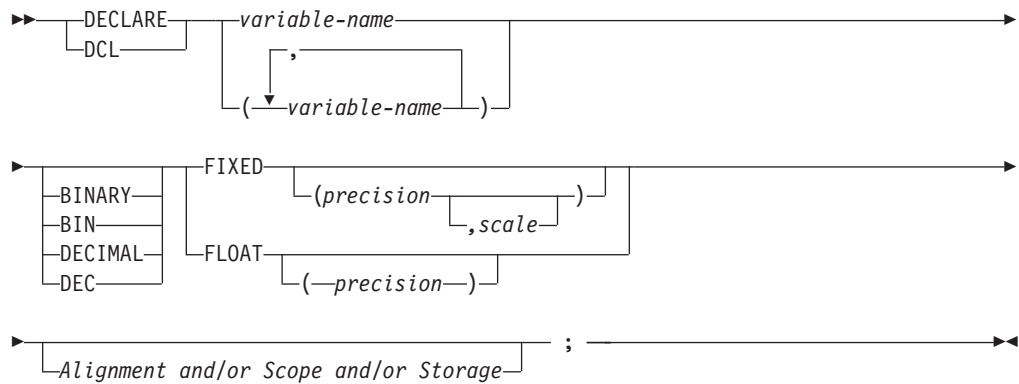 DECLARE variable-name
DCL ,
( variable-name )
FIXED
BINARY (precision )
BIN ,scale
DECIMAL FLOAT
DEC ( precision )
;
Alignment and/or Scope and/or Storage